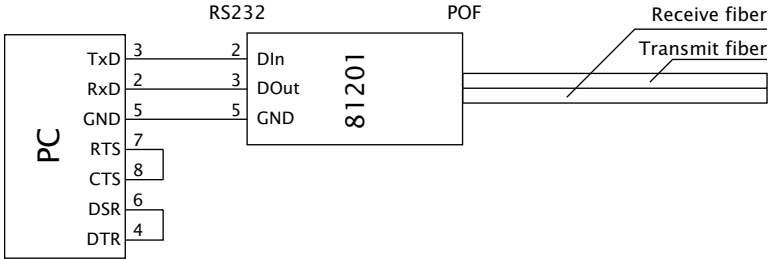 RS232 POF Receive fiber
Transmit fiber
TxD 3 2 DIn
RxD 2 3 DOut
GND 5 5 GND
RTS 7
CTS 8
DSR 6
DTR 4
PC
81201